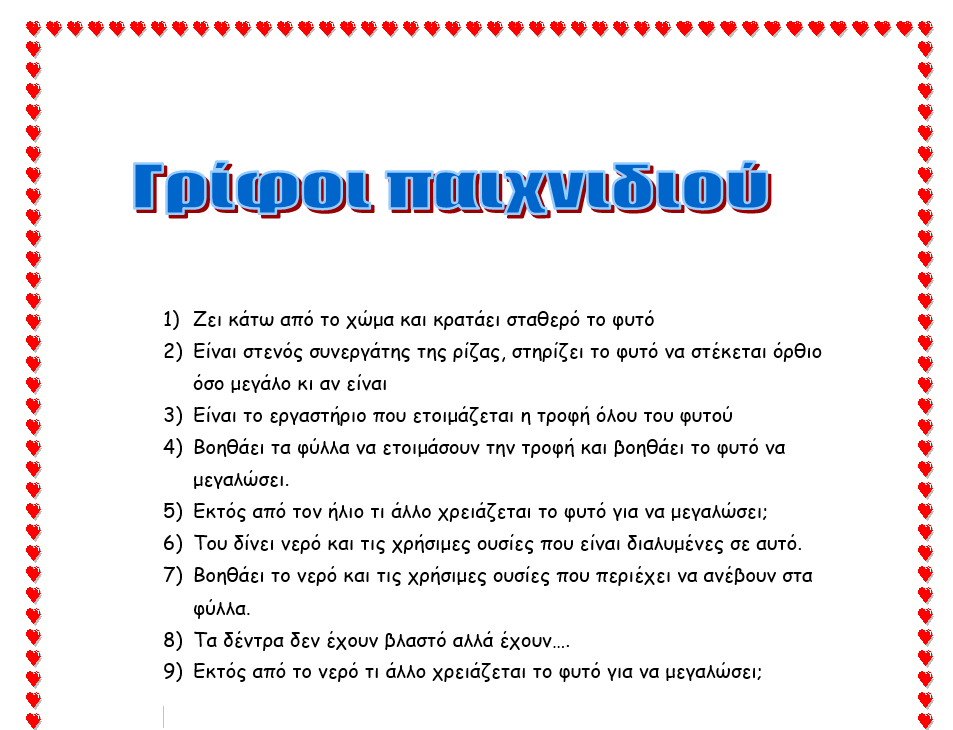 Γρίφοι παιχνιδιού
1) Ζει κάτω από το χώμα και κρατάει σταθερό το φυτό
2) Είναι στενός συνεργάτης της ρίζας, στηρίζει το φυτό να στέκεται όρθιο
όσο μεγάλο κι αν είναι
3) Είναι το εργαστήριο που ετοιμάζεται η τροφή όλου του φυτού
4) Βοηθάει τα φύλλα να ετοιμάσουν την τροφή και βοηθάει το φυτό να
μεγαλώσει.
5) Εκτός από τον ήλιο τι άλλο χρειάζεται το φυτό για να μεγαλώσει;
6) Του δίνει νερό και τις χρήσιμες ουσίες που είναι διαλυμένες σε αυτό.
7) Βοηθάει το νερό και τις χρήσιμες ουσίες που περιέχει να ανέβουν στα
φύλλα.
8) Τα δέντρα δεν έχουν βλαστό αλλά έχουν….
9) Εκτός από το νερό τι άλλο χρειάζεται το φυτό για να μεγαλώσει;